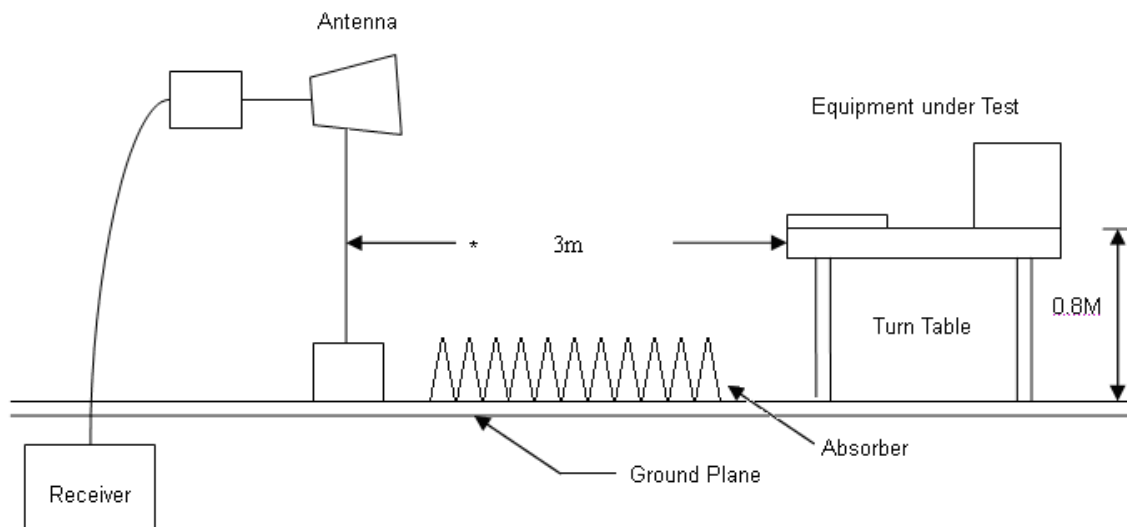 Antenna
Equipment under Test
* 3m
0.8M
Turn Table
Absorber
Ground Plane
Receiver